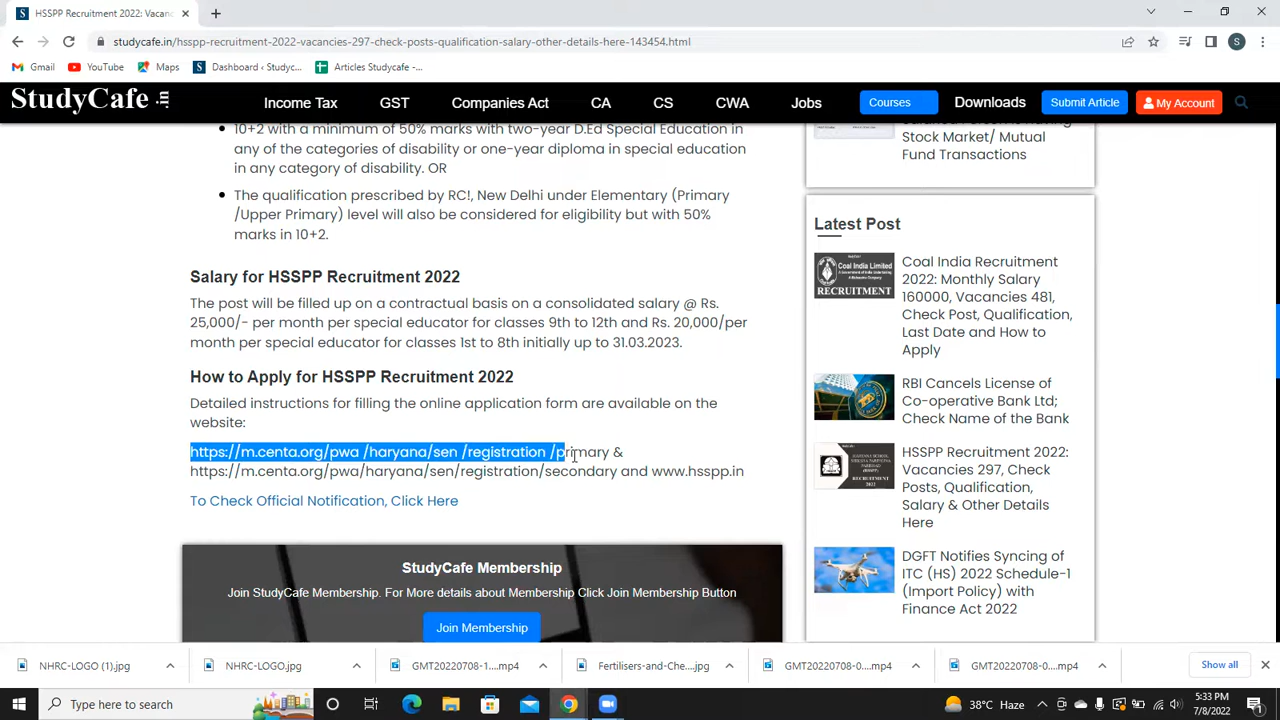 HSSPP Recruitment 2022: Vacanc
studycafe.in/hsspp-recruitment-2022-vacancies-297-check-posts-qualification-salary-other-details-here-143454.html
S
Gmail
YouTube
Maps
Dashboard ‹ Studyc...
Articles Studycafe -...
StudyCafe .in
Income Tax
GST
Companies Act
CA
CS
CWA
Jobs
Courses
Downloads
Submit Article
My Account
10+2 with a minimum of 50% marks with two-year D.Ed Special Education in
any of the categories of disability or one-year diploma in special education
in any category of disability. OR
The qualification prescribed by RC!, New Delhi under Elementary (Primary
/Upper Primary) level will also be considered for eligibility but with 50%
marks in 10+2.
Salary for HSSPP Recruitment 2022
The post will be filled up on a contractual basis on a consolidated salary @ Rs.
25,000/- per month per special educator for classes 9th to 12th and Rs. 20,000/per
month per special educator for classes 1st to 8th initially up to 31.03.2023.
How to Apply for HSSPP Recruitment 2022
Detailed instructions for filling the online application form are available on the
website:
https://m.centa.org/pwa /haryana/sen /registration /primary &
https://m.centa.org/pwa/haryana/sen/registration/secondary and www.hsspp.in
To Check Official Notification, Click Here
StudyCafe Membership
Join StudyCafe Membership. For More details about Membership Click Join Membership Button
Join Membership
Stock Market/ Mutual
Fund Transactions
Latest Post
Coal India Limited
RECRUITMENT
Coal India Recruitment
2022: Monthly Salary
160000, Vacancies 481,
Check Post, Qualification,
Last Date and How to
Apply
RBI Cancels License of
Co-operative Bank Ltd;
Check Name of the Bank
RECRUITMENT
2022
HSSPP Recruitment 2022:
Vacancies 297, Check
Posts, Qualification,
Salary & Other Details
Here
DGFT Notifies Syncing of
ITC (HS) 2022 Schedule-1
(Import Policy) with
Finance Act 2022
NHRC-LOGO (1).jpg
NHRC-LOGO.jpg
GMT20220708-1....mp4
Fertilisers-and-Che....jpg
GMT20220708-0....mp4
GMT20220708-0....mp4
Show all
Type here to search
38°C Haze
5:33 PM
7/8/2022